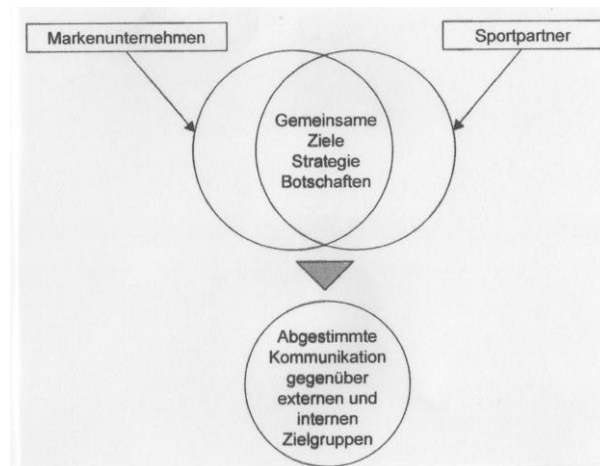 Markenunternehmen
Sportpartner
Gemeinsame
Ziele
Strategie
Botschaften
Abgestimmte
Kommunikation
gegenüber
externen und
internen
Zielgruppen